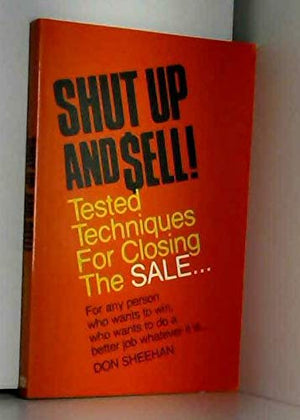 SHUT UP
AND $ELL!
Tested
Techniques
For Closing
The SALE...
For any person
who wants to win,
who wants to do a
better job whatever it is...
DON SHEEHAN